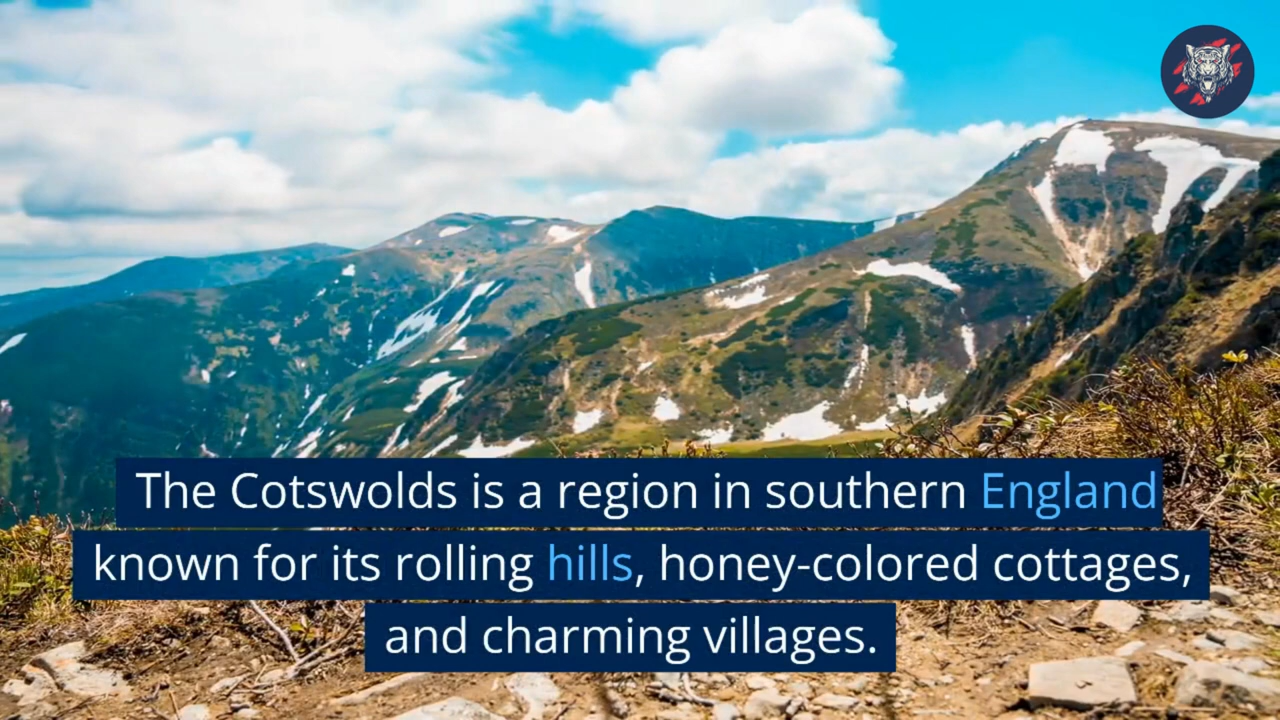 The Cotswolds is a region in southern England
known for its rolling hills, honey-colored cottages,
and charming villages.